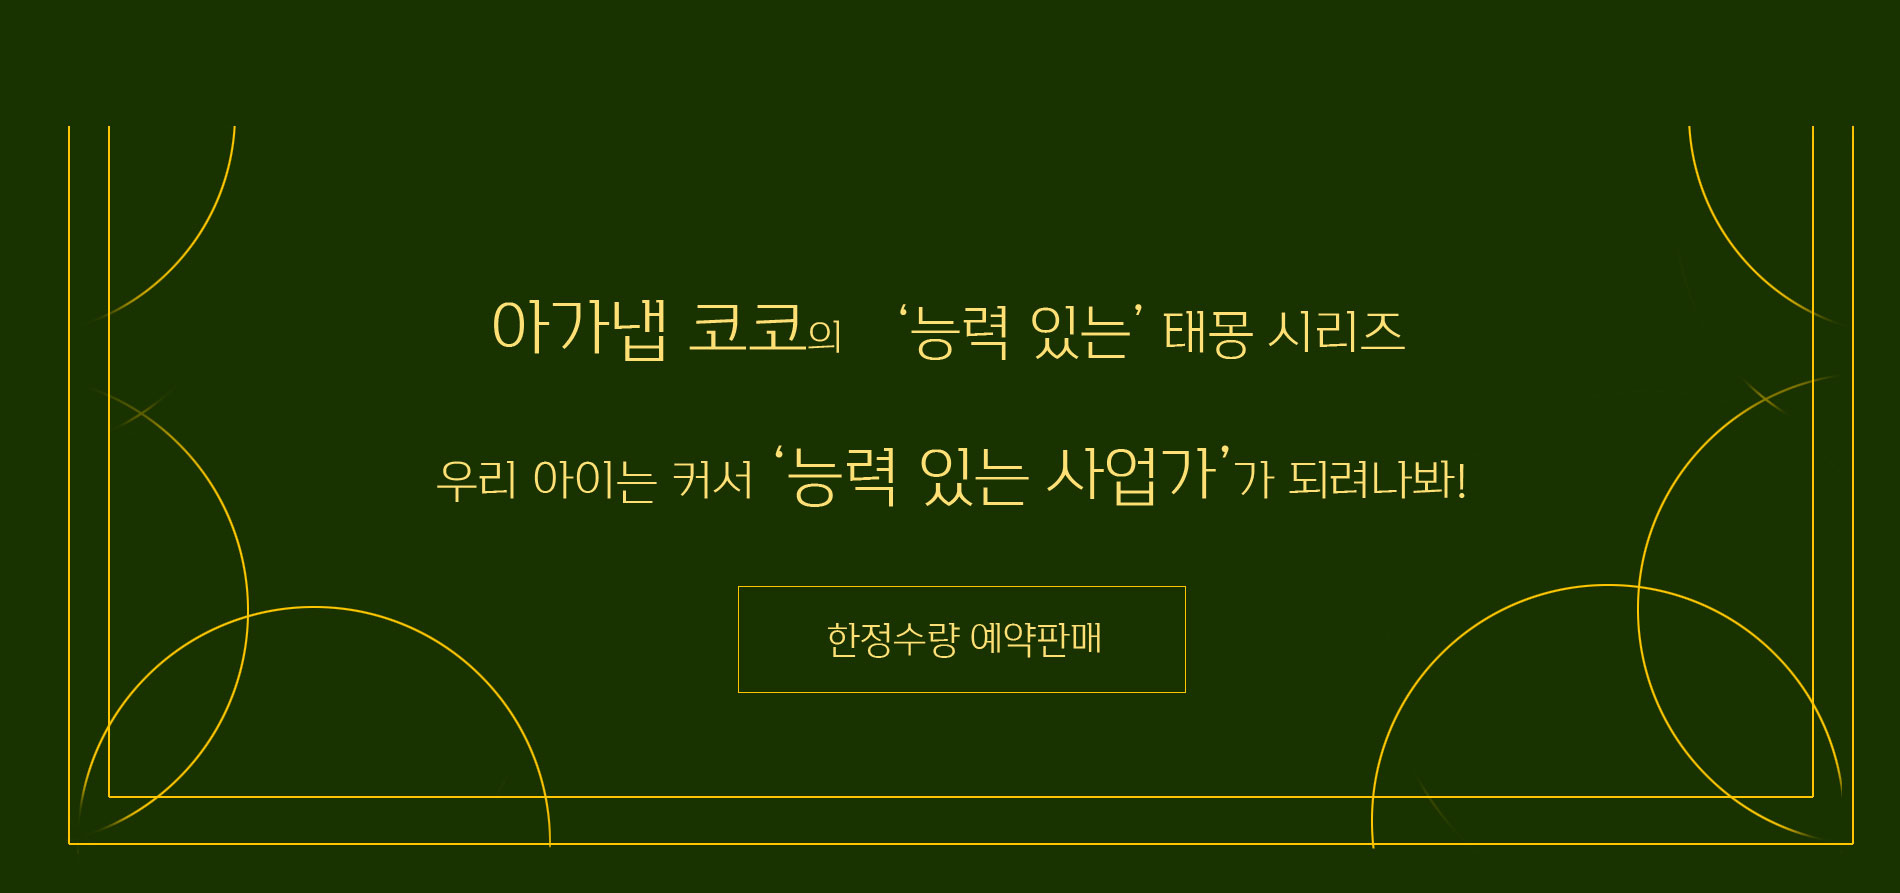 아가냅 코코의 ‘능력 있는’ 태몽 시리즈
우리 아이는 커서 ‘능력 있는 사업가’가 되려나봐!
한정수량 예약판매